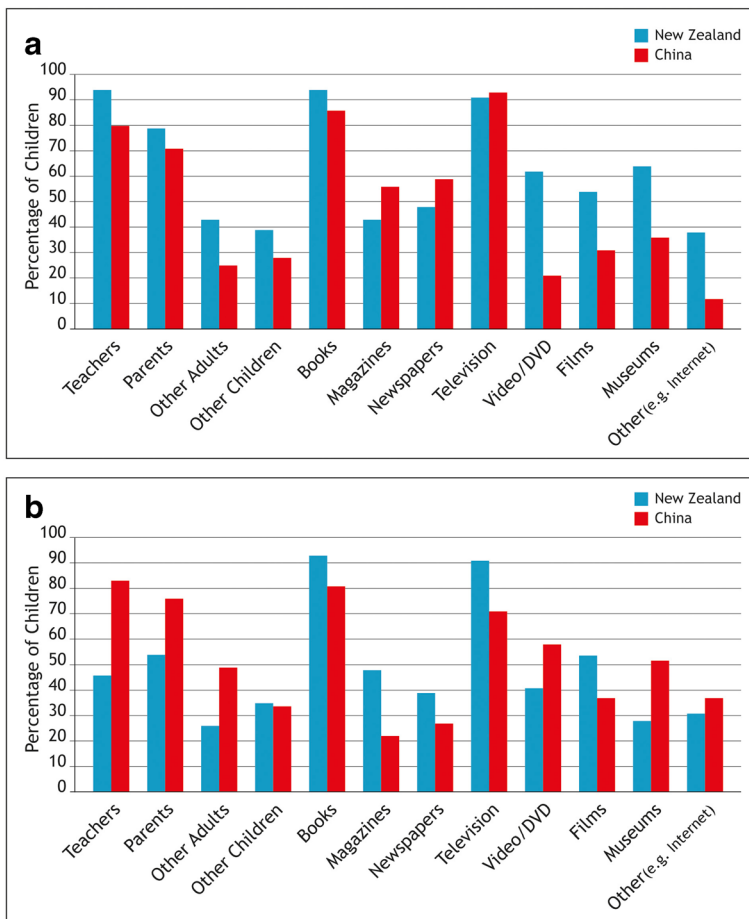 a
New Zealand
China
Percentage of Children
100
90
80
70
60
50
40
30
20
10
0
Teachers
Parents
Other Adults
Other Children
Books
Magazines
Newspapers
Television
Video/DVD
Films
Museums
Other(e.g. Internet)
b
New Zealand
China
Percentage of Children
100
90
80
70
60
50
40
30
20
10
0
Teachers
Parents
Other Adults
Other Children
Books
Magazines
Newspapers
Television
Video/DVD
Films
Museums
Other(e.g. Internet)